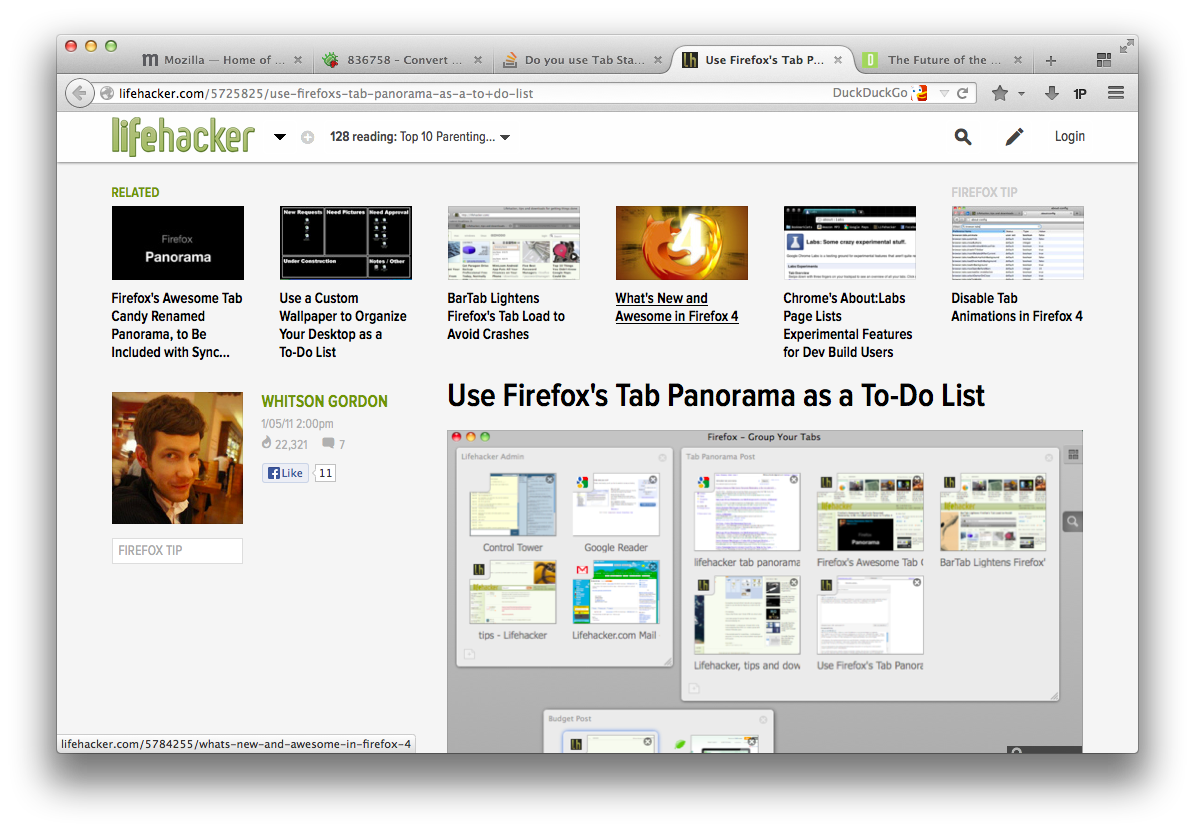 Mozilla — Home of ...
836758 - Convert ...
Do you use Tab Sta...
Use Firefox's Tab P...
The Future of the ...
lifehacker.com/5725825/use-firefoxs-tab-panorama-as-a-to+do-list
DuckDuckGo
1P
lifehacker
128 reading: Top 10 Parenting...
Login
RELATED
FIREFOX TIP
Firefox
Panorama
New Requests
Need Pictures
Need Approval
Under Construction
Notes / Other
4
Labs: Some crazy experimental stuff.
Firefox's Awesome Tab
Candy Renamed
Panorama, to Be
Included with Sync...
Use a Custom
Wallpaper to Organize
Your Desktop as a
To-Do List
BarTab Lightens
Firefox's Tab Load to
Avoid Crashes
What's New and
Awesome in Firefox 4
Chrome's About:Labs
Page Lists
Experimental Features
for Dev Build Users
Disable Tab
Animations in Firefox 4
WHITSON GORDON
1/05/11 2:00pm
22,321
7
Like
11
FIREFOX TIP
Use Firefox's Tab Panorama as a To-Do List
Firefox – Group Your Tabs
Lifehacker Admin
Tab Panorama Post
Control Tower
Google Reader
lifehacker tab panorama
Firefox's Awesome Tab C
BarTab Lightens Firefox'
tips - Lifehacker
Lifehacker.com Mail
Lifehacker, tips and dow
Use Firefox's Tab Panora
Budget Post
lifehacker.com/5784255/whats-new-and-awesome-in-firefox-4